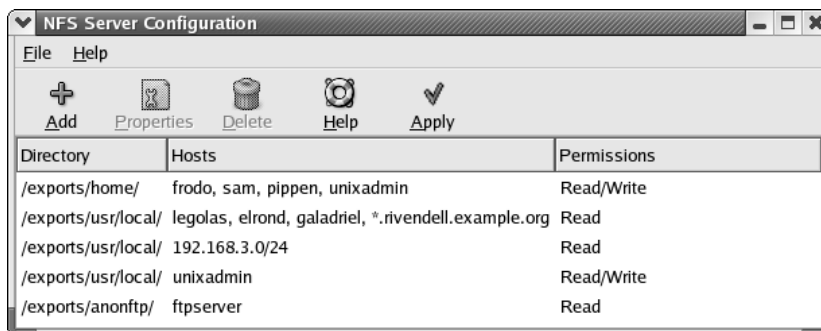 NFS Server Configuration
File Help
Add Properties Delete Help Apply
Directory Hosts Permissions
/exports/home/ frodo, sam, pippen, unixadmin Read/Write
/exports/usr/local/ legolas, elrond, galadriel, *.rivendell.example.org Read
/exports/usr/local/ 192.168.3.0/24 Read
/exports/usr/local/ unixadmin Read/Write
/exports/anonftp/ ftpserver Read